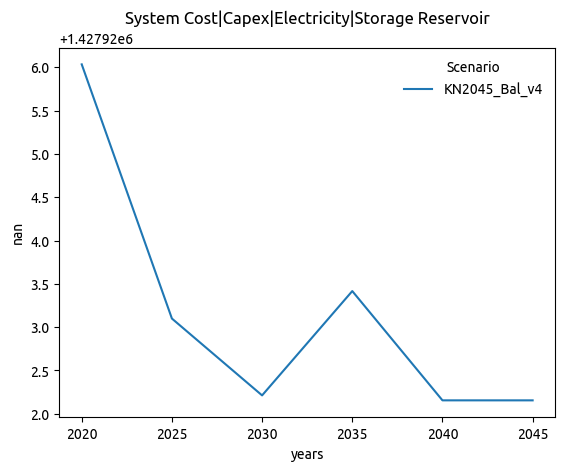 System Cost|Capex|Electricity|Storage Reservoir
+1.42792e6
6.0
5.5
5.0
4.5
4.0
3.5
3.0
2.5
2.0
nan
Scenario
KN2045_Bal_v4
2020 2025 2030 2035 2040 2045
years